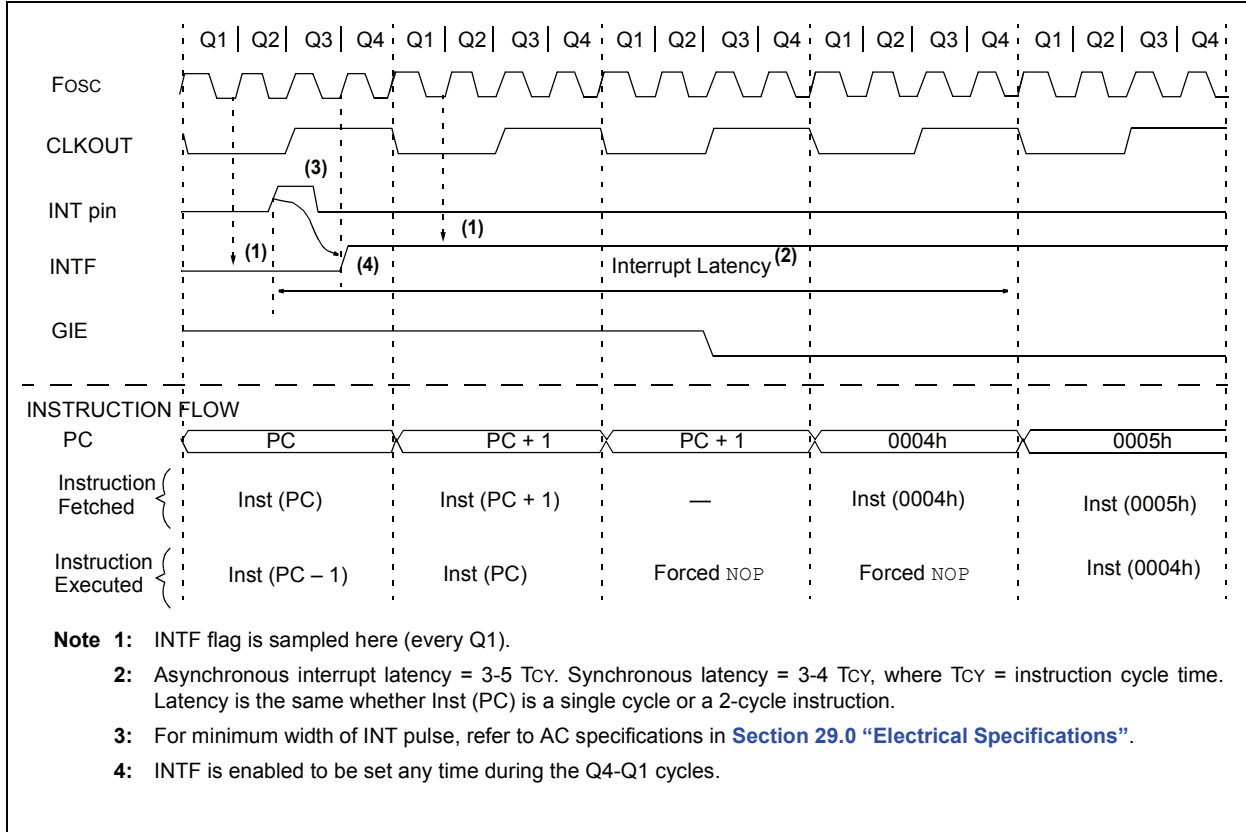 Q1 Q2 Q3 Q4 Q1 Q2 Q3 Q4 Q1 Q2 Q3 Q4 Q1 Q2 Q3 Q4 Q1 Q2 Q3 Q4
FOSC
CLKOUT
(3)
INT pin
(1)
(1)
INTF
(4)
Interrupt Latency(2)
GIE
INSTRUCTION FLOW
PC PC PC + 1 PC + 1 0004h 0005h
Instruction
Fetched
Inst (PC) Inst (PC + 1) — Inst (0004h) Inst (0005h)
Instruction
Executed
Inst (PC – 1) Inst (PC) Forced NOP Forced NOP Inst (0004h)
Note 1: INTF flag is sampled here (every Q1).
2: Asynchronous interrupt latency = 3-5 TCY. Synchronous latency = 3-4 TCY, where TCY = instruction cycle time.
Latency is the same whether Inst (PC) is a single cycle or a 2-cycle instruction.
3: For minimum width of INT pulse, refer to AC specifications in Section 29.0 “Electrical Specifications”.
4: INTF is enabled to be set any time during the Q4-Q1 cycles.